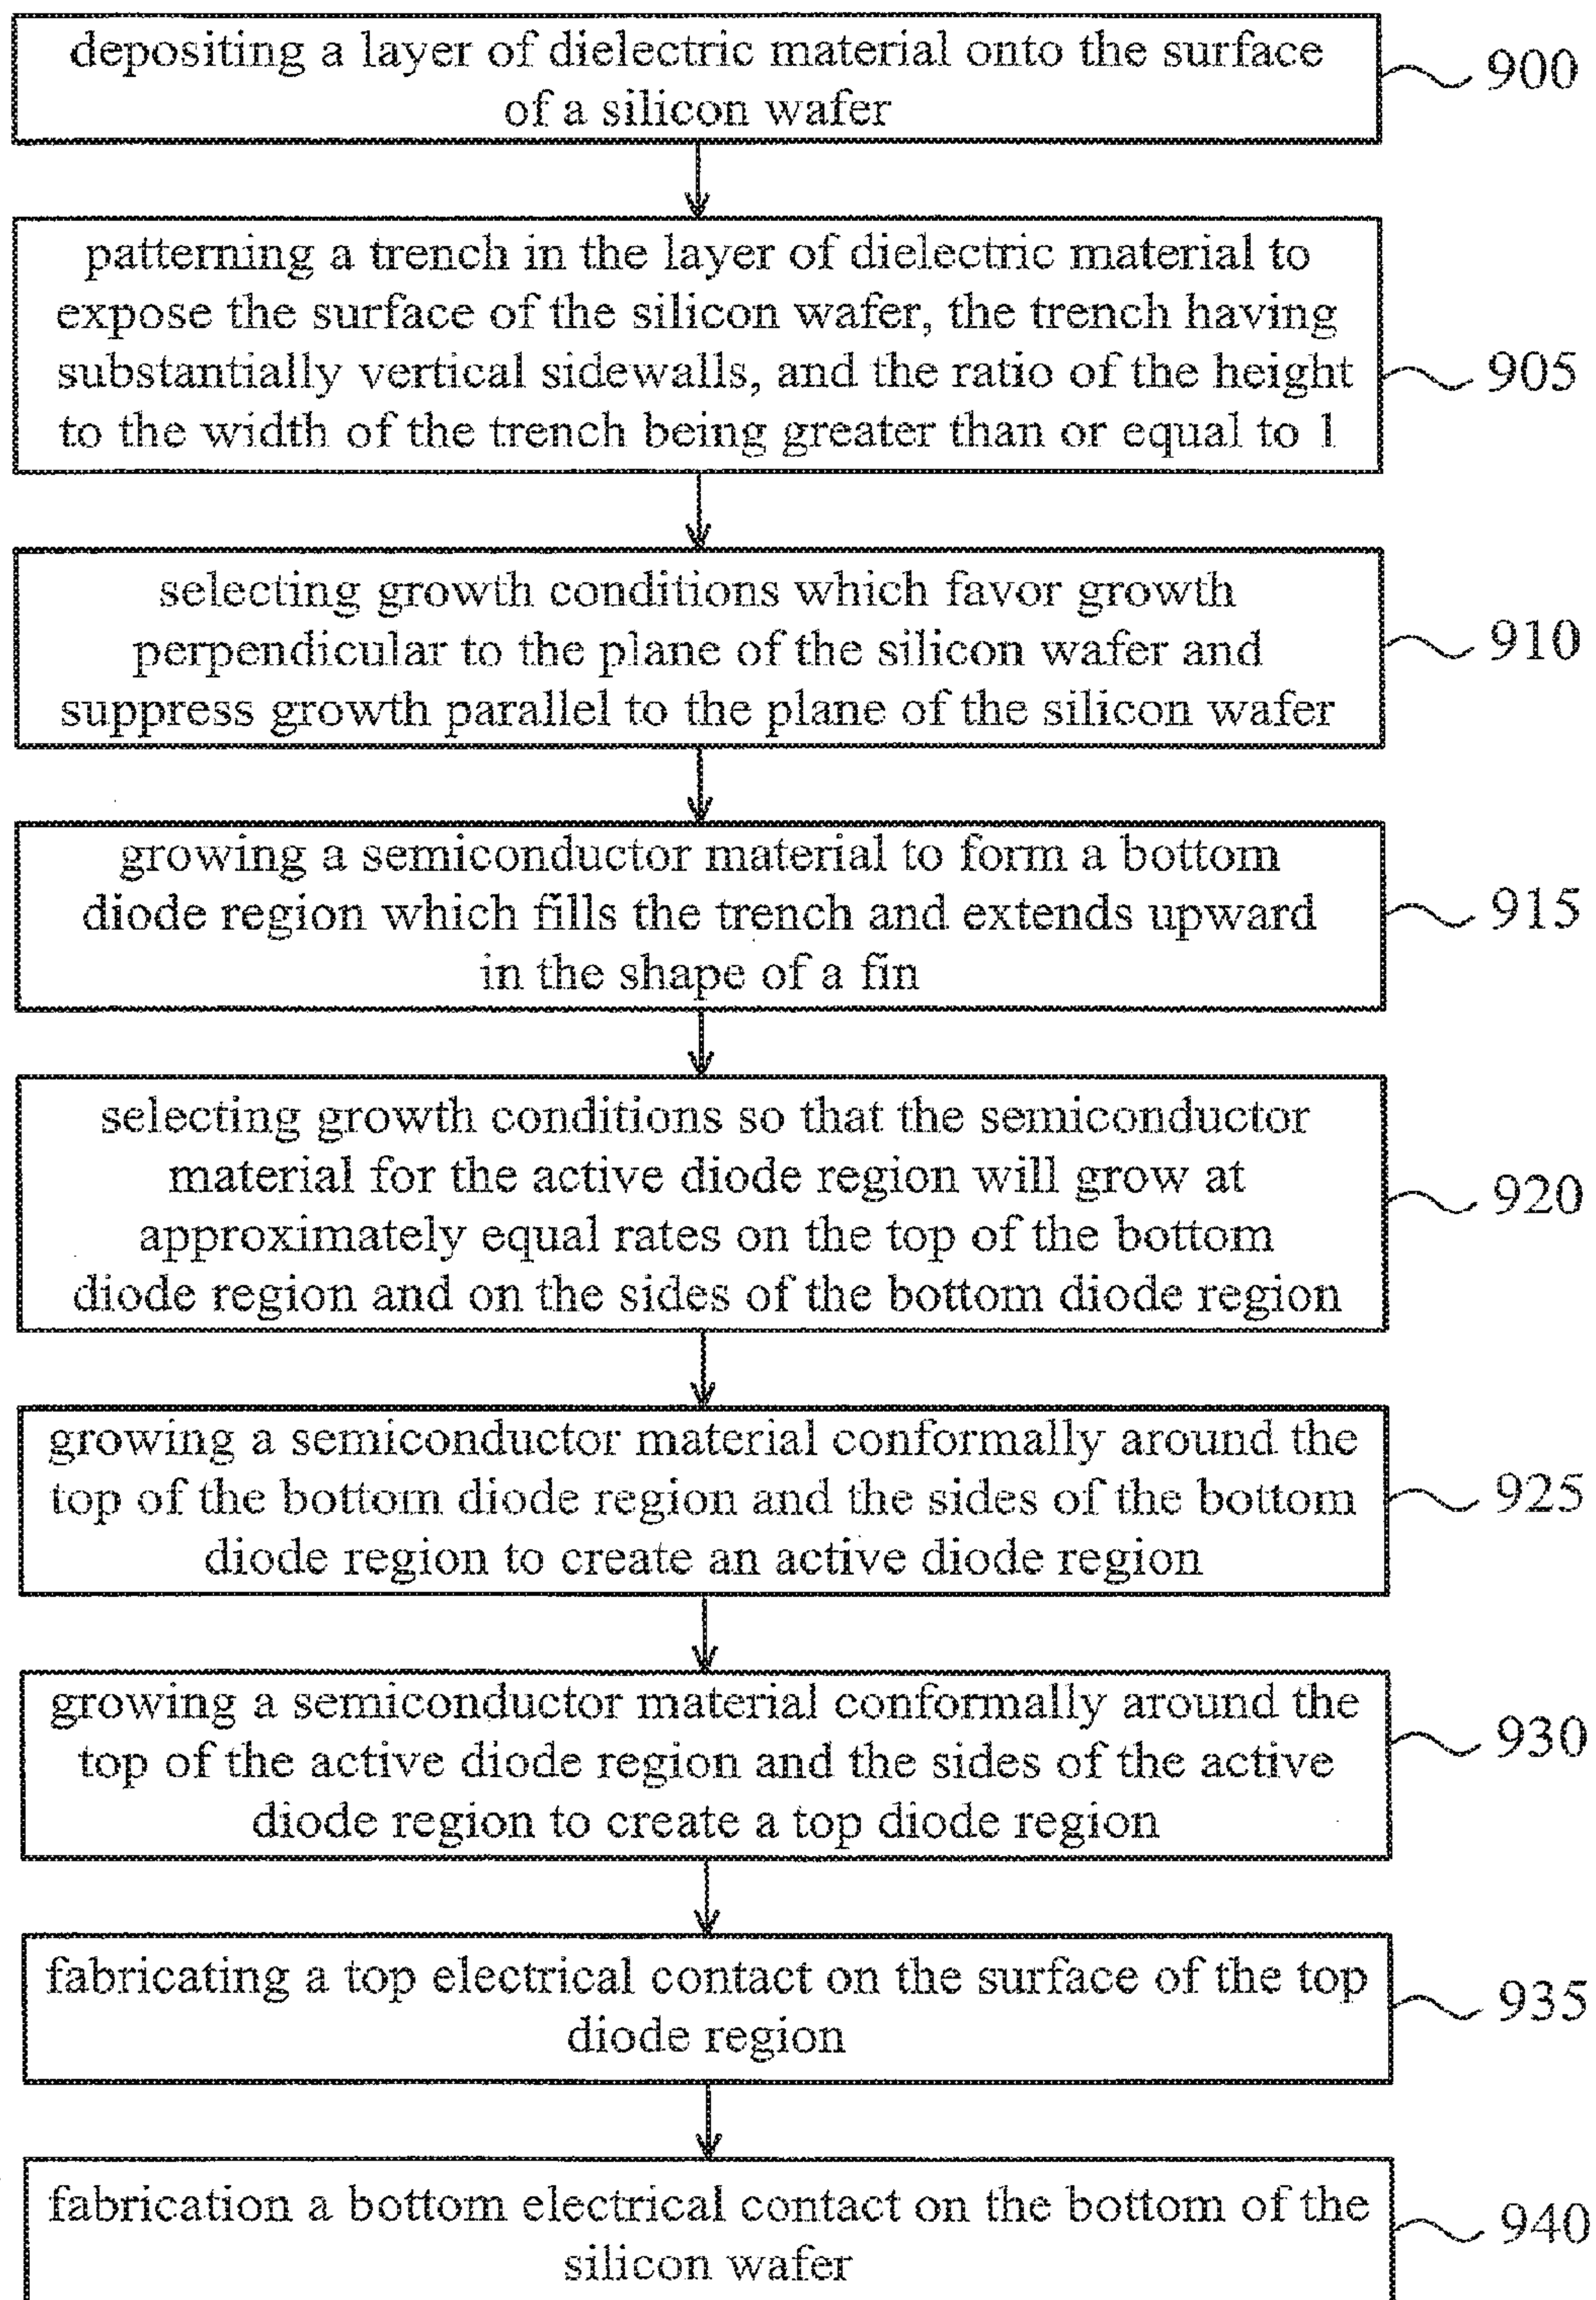 depositing a layer of dielectric material onto the surface
of a silicon wafer
900
patterning a trench in the layer of dielectric material to
expose the surface of the silicon wafer, the trench having
substantially vertical sidewalls, and the ratio of the height
to the width of the trench being greater than or equal to 1
905
selecting growth conditions which favor growth
perpendicular to the plane of the silicon wafer and
suppress growth parallel to the plane of the silicon wafer
910
growing a semiconductor material to form a bottom
diode region which fills the trench and extends upward
in the shape of a fin
915
selecting growth conditions so that the semiconductor
material for the active diode region will grow at
approximately equal rates on the top of the bottom
diode region and on the sides of the bottom diode region
920
growing a semiconductor material conformally around the
top of the bottom diode region and the sides of the bottom
diode region to create an active diode region
925
growing a semiconductor material conformally around the
top of the active diode region and the sides of the active
diode region to create a top diode region
930
fabricating a top electrical contact on the surface of the top
diode region
935
fabrication a bottom electrical contact on the bottom of the
silicon wafer
940